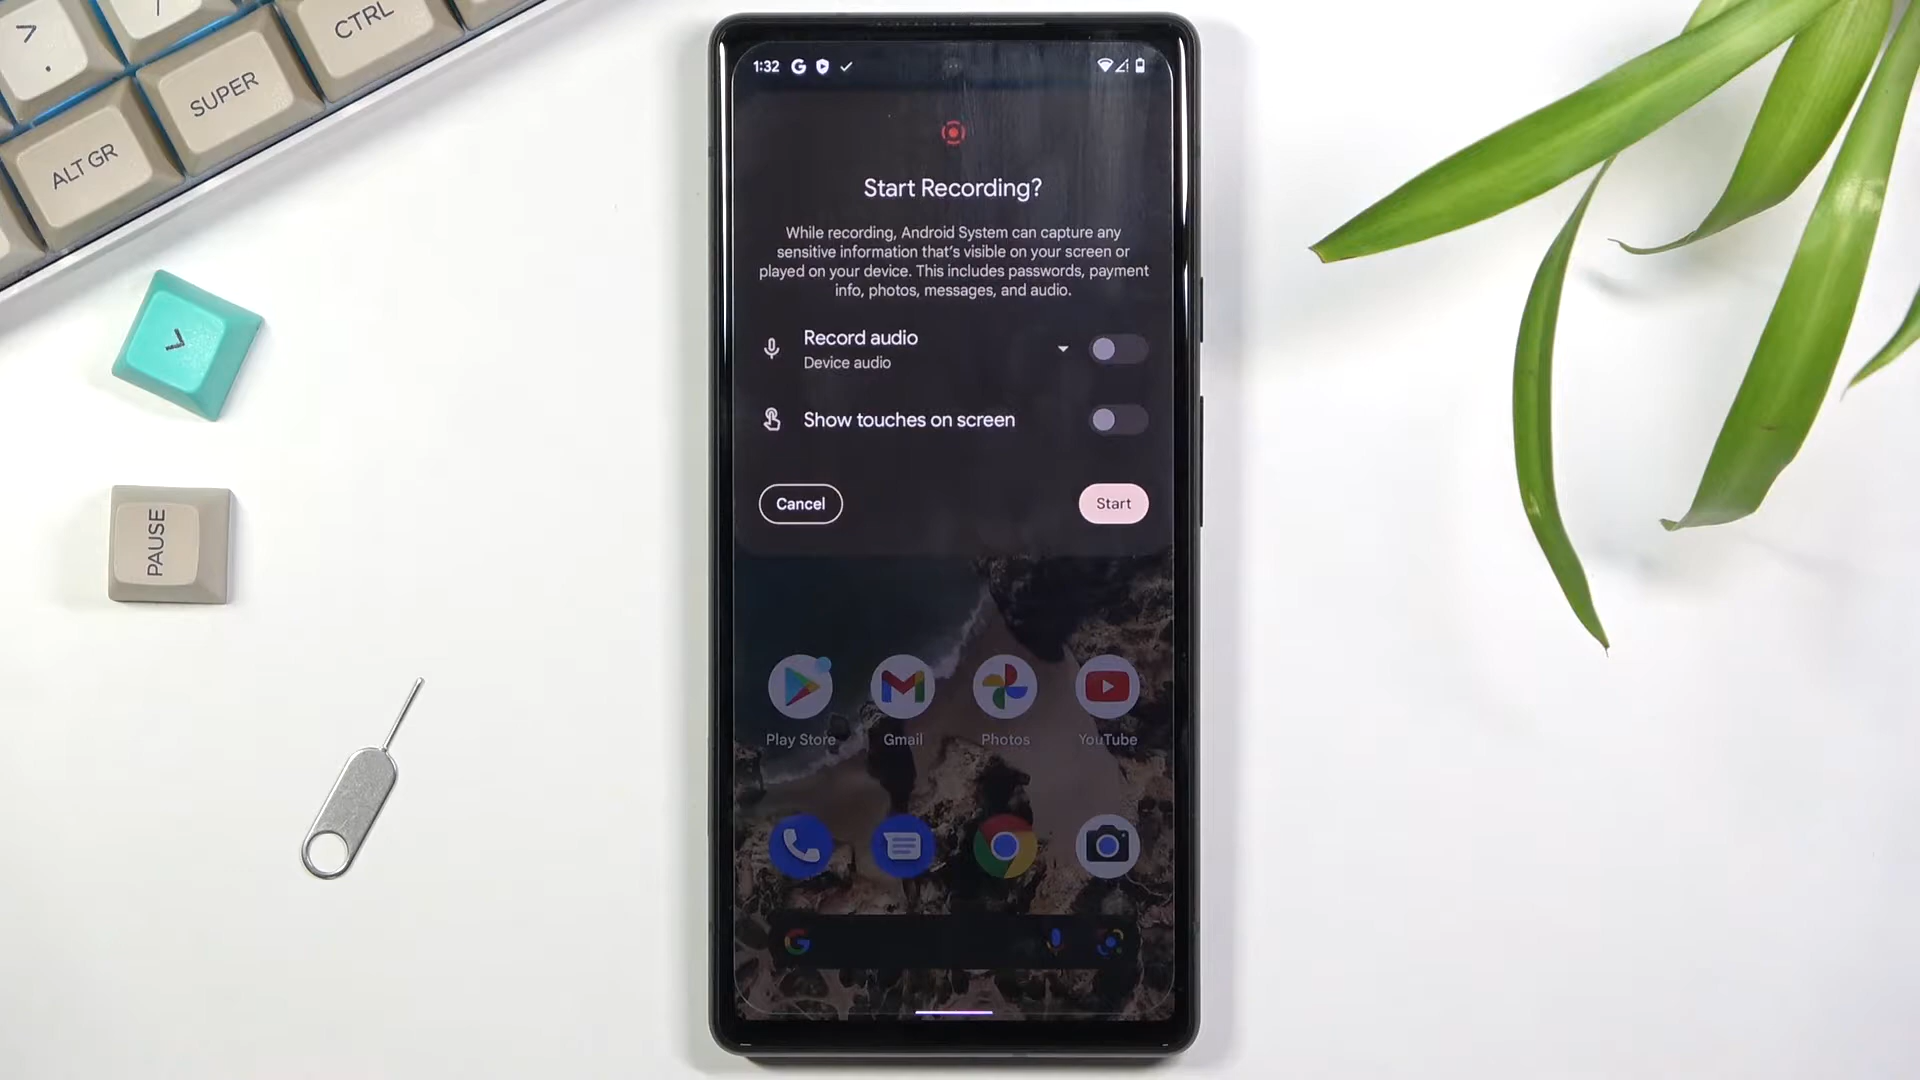 CTRL
SUPER
ALT GR
PAUSE
1:32
Start Recording?
While recording, Android System can capture any
sensitive information that's visible on your screen or
played on your device. This includes passwords, payment
info, photos, messages, and audio.
Record audio
Device audio
Show touches on screen
Cancel
Start
Play Store
Gmail
Photos
YouTube